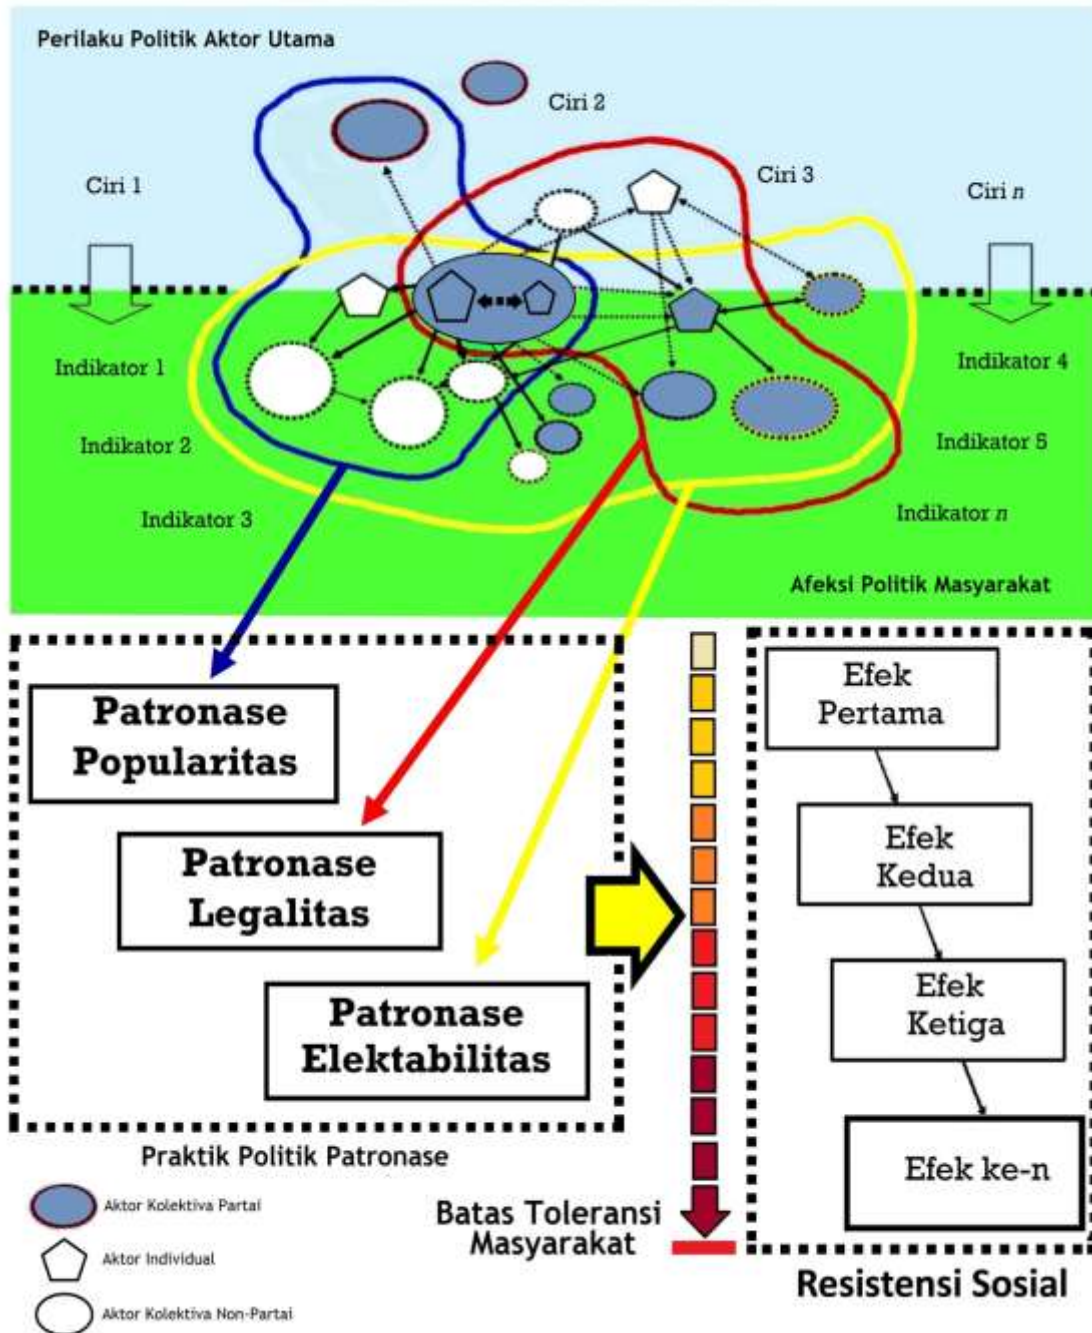 Perilaku Politik Aktor Utama
Ciri 2
Ciri 1
Ciri 3
Ciri n
Indikator 1
Indikator 4
Indikator 2
Indikator 5
Indikator 3
Indikator n
Afeksi Politik Masyarakat
Patronase
Popularitas
Patronase
Legalitas
Patronase
Elektabilitas
Praktik Politik Patronase
Efek
Pertama
Efek
Kedua
Efek
Ketiga
Efek ke-n
Aktor Kolektiva Partai
Aktor Individual
Aktor Kolektiva Non-Partai
Batas Toleransi
Masyarakat
Resistensi Sosial